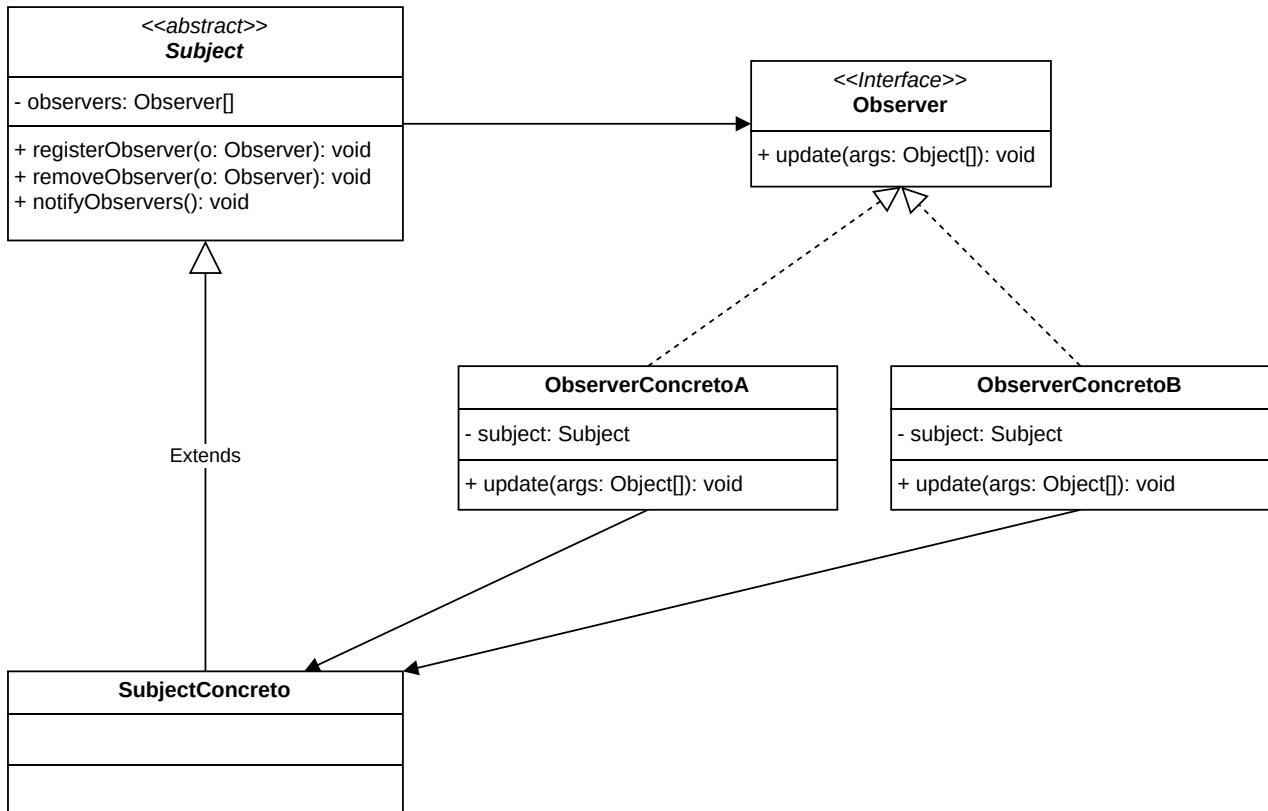 <<abstract>>
Subject
- observers: Observer[]
+ registerObserver(o: Observer): void
+ removeObserver(o: Observer): void
+ notifyObservers(): void
<<Interface>>
Observer
+ update(args: Object[]): void
Extends
ObserverConcretoA
- subject: Subject
+ update(args: Object[]): void
ObserverConcretoB
- subject: Subject
+ update(args: Object[]): void
SubjectConcreto